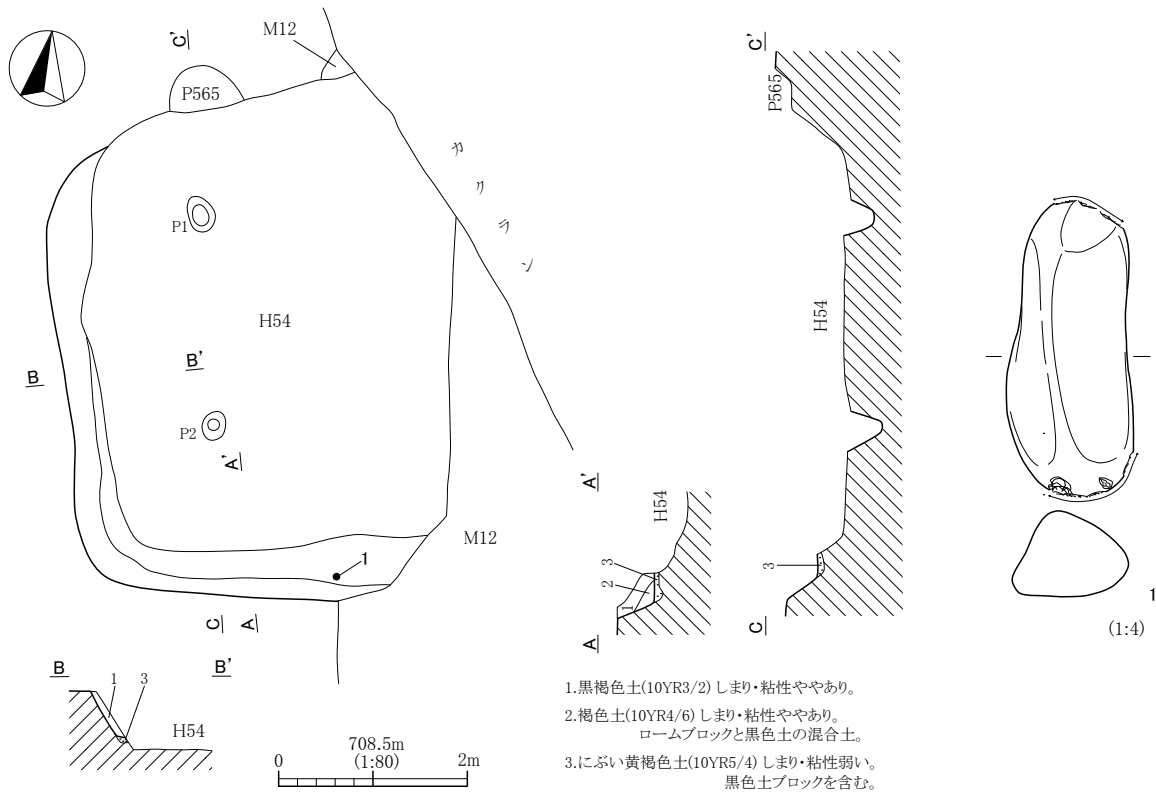 M12
C'
P565
カクラン
P1
H54
B'
B
P2
A'
1
M12
C A
B B'
1 3
H54
708.5m
(1:80)
0 2m
A'
H54
3
2
1
A
C'
P565
H54
3
C
1
(1:4)
1.黒褐色土(10YR3/2) しまり・粘性ややあり。
2.褐色土(10YR4/6) しまり・粘性ややあり。
ロームブロックと黒色土の混合土。
3.にぶい黄褐色土(10YR5/4) しまり・粘性弱い。
黒色土ブロックを含む。